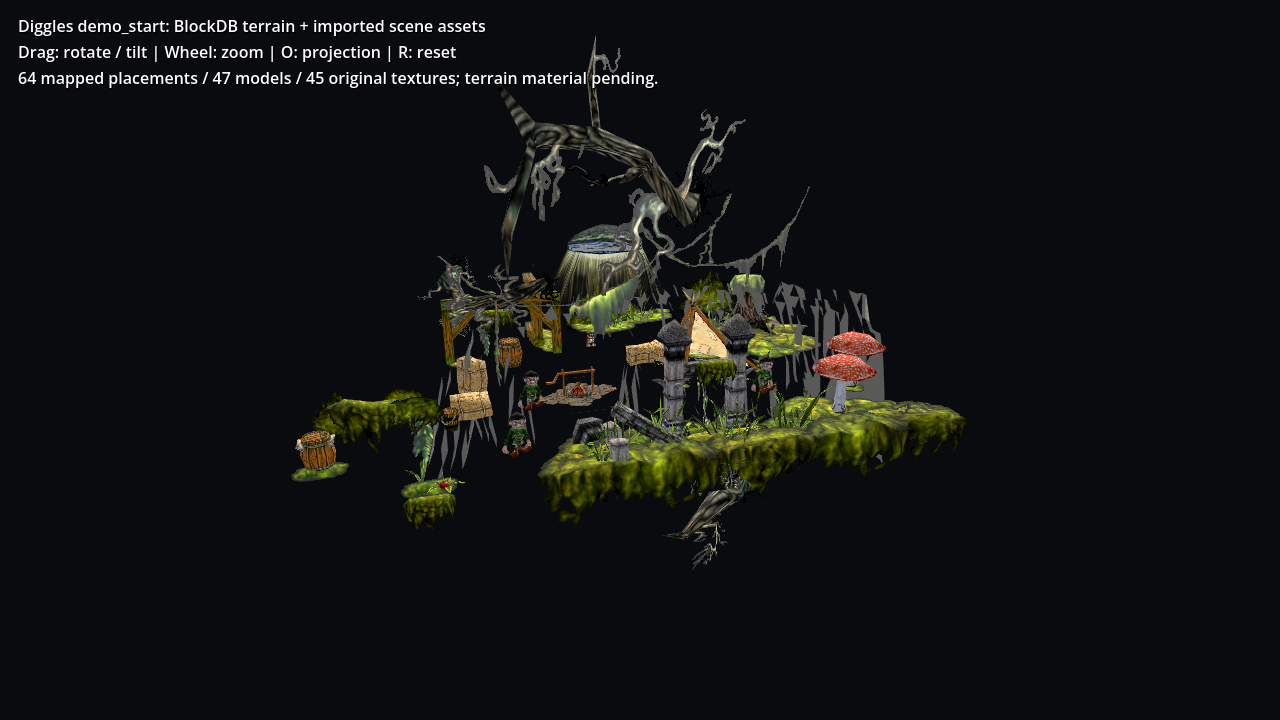 Diggles demo_start: BlockDB terrain + imported scene assets
Drag: rotate / tilt | Wheel: zoom | O: projection | R: reset
64 mapped placements / 47 models / 45 original textures; terrain material pending.